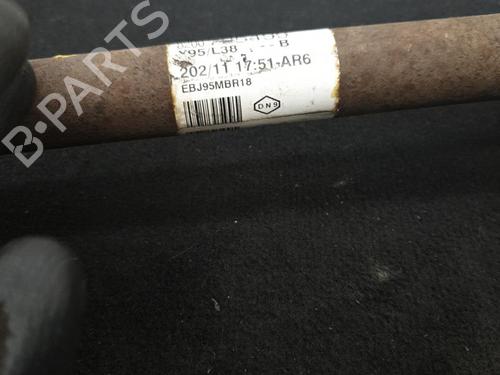 X95/L38 B
202/11 17:51-AR6
EBJ95MBR18
DN9
B-PARTS